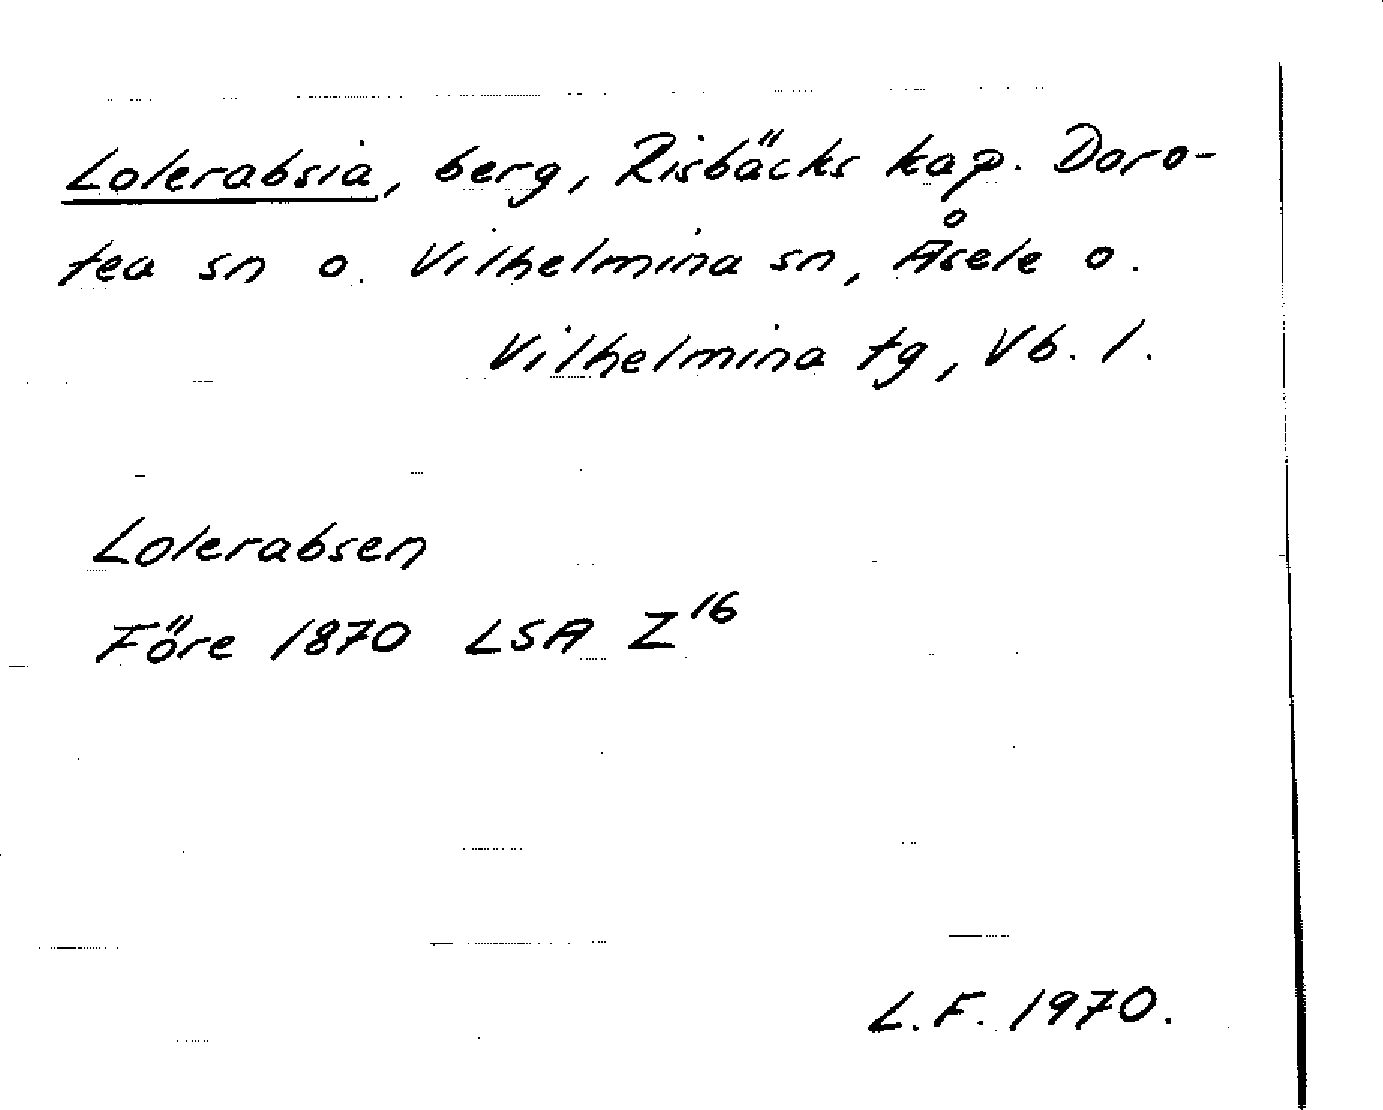 Lolerabsia, berg, Risbäcks kap. Doro-
tea sn o. Vilhelmina sn, Åsele o.
Vilhelmina tg, Vb. l.
Lolerabsen
Före 1870 LSA Z16
L.F. 1970.